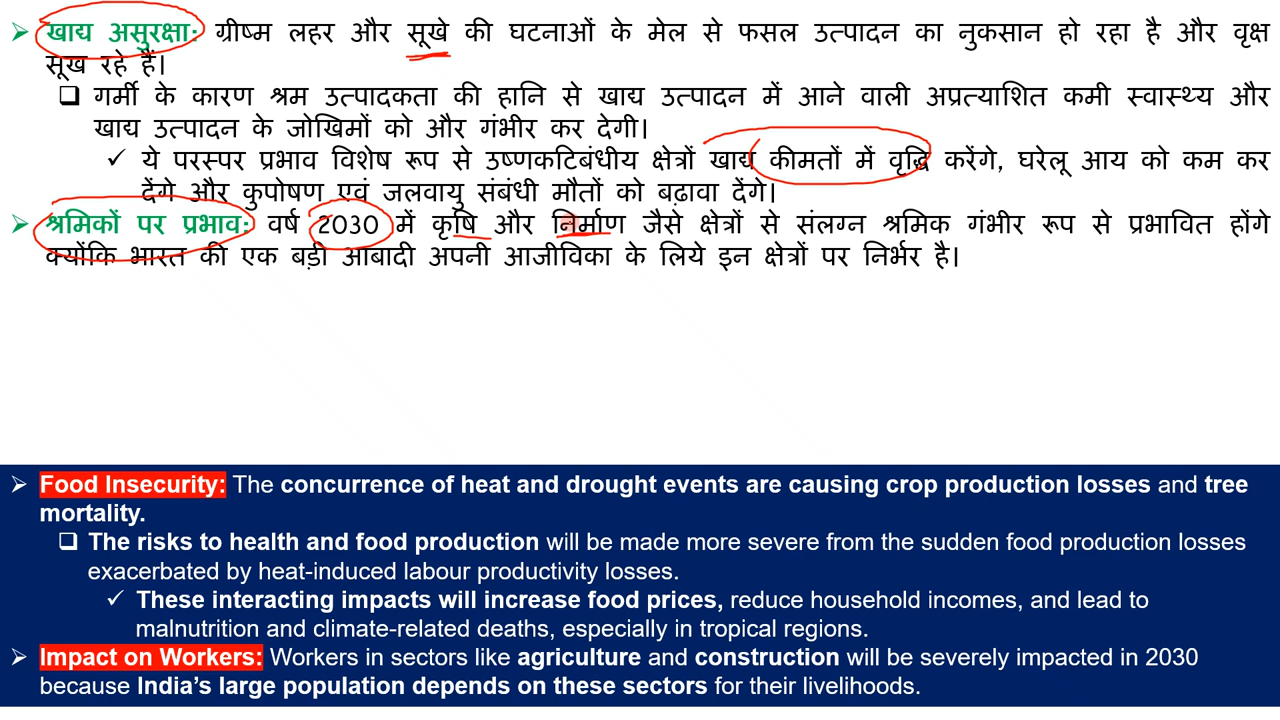 ➢ खाद्य असुरक्षा: ग्रीष्म लहर और सूखे की घटनाओं के मेल से फसल उत्पादन का नुकसान हो रहा है और वृक्ष
सूख रहे हैं।
❑ गर्मी के कारण श्रम उत्पादकता की हानि से खाद्य उत्पादन में आने वाली अप्रत्याशित कमी स्वास्थ्य और
खाद्य उत्पादन के जोखिमों को और गंभीर कर देगी।
✓ ये परस्पर प्रभाव विशेष रूप से उष्णकटिबंधीय क्षेत्रों खाद्य कीमतों में वृद्धि करेंगे, घरेलू आय को कम कर
देंगे और कुपोषण एवं जलवायु संबंधी मौतों को बढ़ावा देंगे।
➢ श्रमिकों पर प्रभाव: वर्ष 2030 में कृषि और निर्माण जैसे क्षेत्रों से संलग्न श्रमिक गंभीर रूप से प्रभावित होंगे
क्योंकि भारत की एक बड़ी आबादी अपनी आजीविका के लिये इन क्षेत्रों पर निर्भर है।
➢ Food Insecurity: The concurrence of heat and drought events are causing crop production losses and tree
mortality.
❑ The risks to health and food production will be made more severe from the sudden food production losses
exacerbated by heat-induced labour productivity losses.
✓ These interacting impacts will increase food prices, reduce household incomes, and lead to
malnutrition and climate-related deaths, especially in tropical regions.
➢ Impact on Workers: Workers in sectors like agriculture and construction will be severely impacted in 2030
because India’s large population depends on these sectors for their livelihoods.